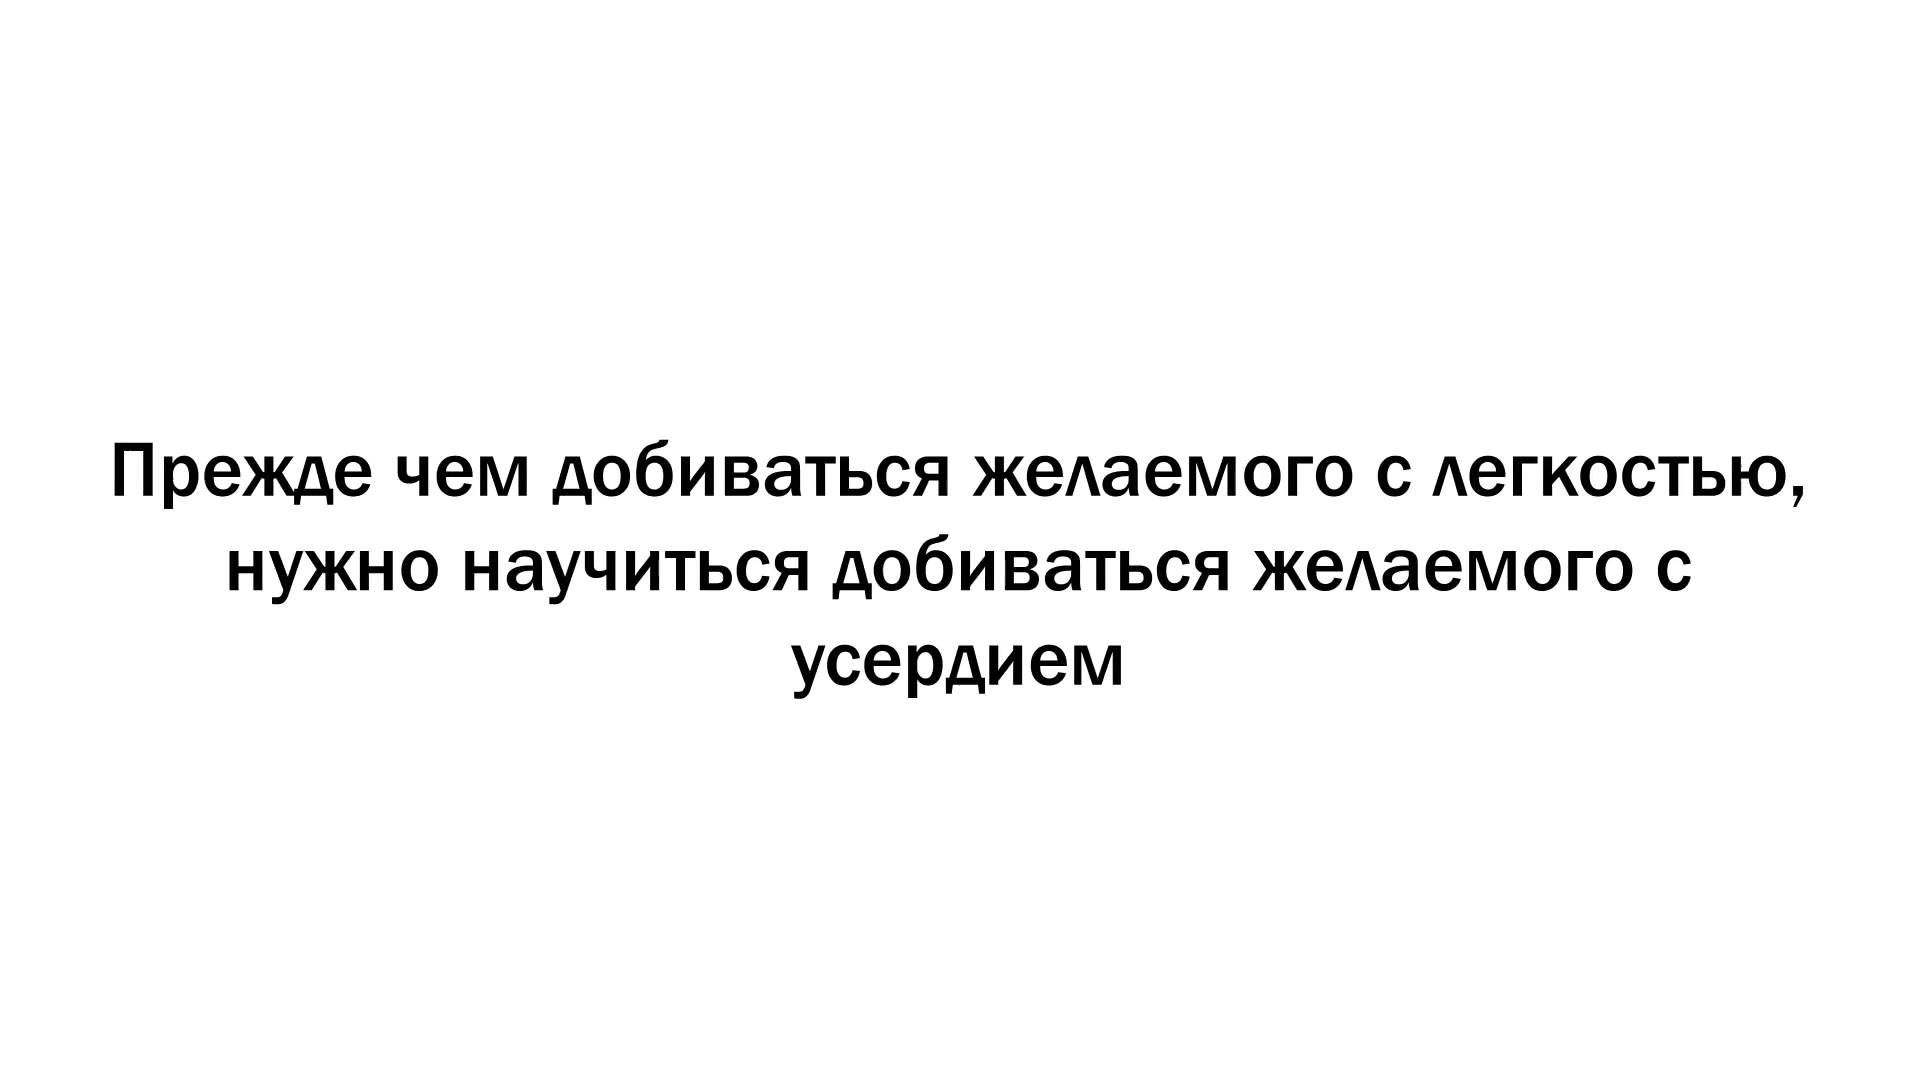 Прежде чем добиваться желаемого с легкостью,
нужно научиться добиваться желаемого с
усердием